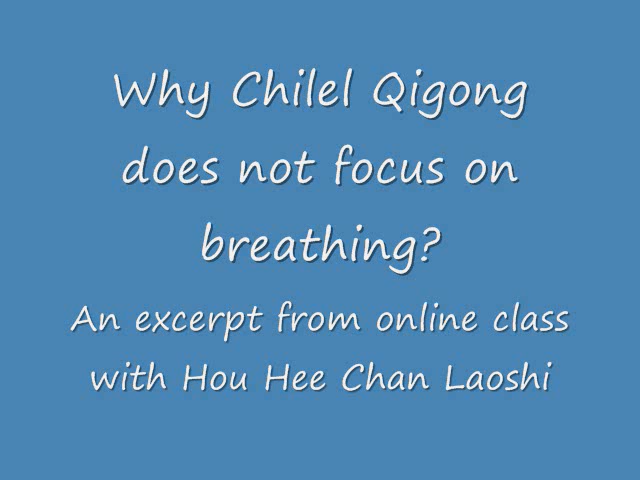 Why Chilel Qigong
does not focus on
breathing?
An excerpt from online class
with Hou Hee Chan Laoshi